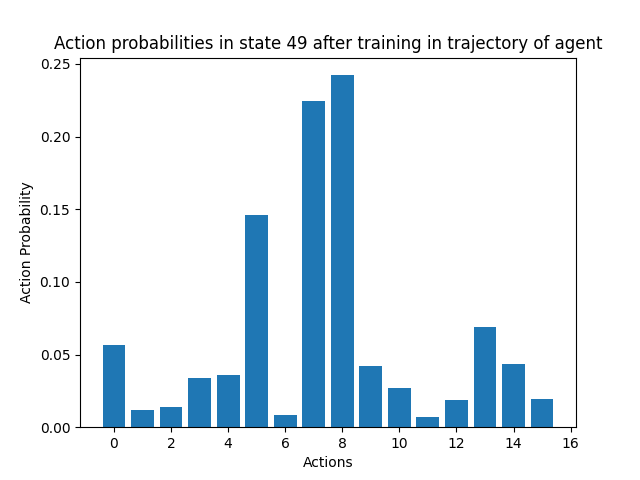 Action probabilities in state 49 after training in trajectory of agent
0.25
0.20
0.15
0.10
0.05
0.00
Action Probability
0 2 4 6 8 10 12 14 16
Actions